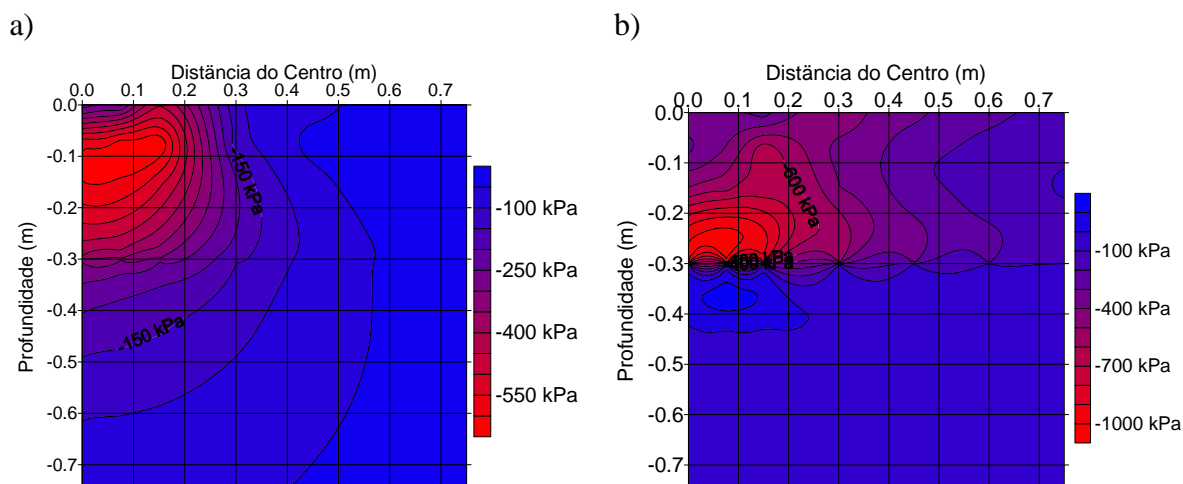 a)
Distäncia do Centro (m)
0.0 0.1 0.2 0.3 0.4 0.5 0.6 0.7
Profundidade (m)
0.0
-0.1
-0.2
-0.3
-0.4
-0.5
-0.6
-0.7
-150 kPa
-150 kPa
-100 kPa
-250 kPa
-400 kPa
-550 kPa
b)
Distäncia do Centro (m)
0.0 0.1 0.2 0.3 0.4 0.5 0.6 0.7
Profundidade (m)
0.0
-0.1
-0.2
-0.3
-0.4
-0.5
-0.6
-0.7
-600 kPa
-100 kPa
-400 kPa
-700 kPa
-1000 kPa